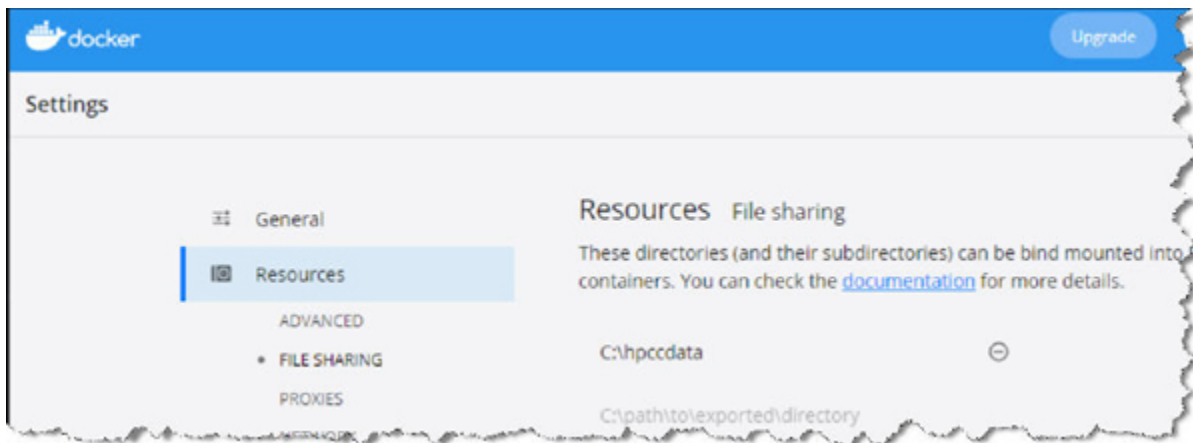 docker
Upgrade
Settings
General
Resources
ADVANCED
FILE SHARING
PROXIES
NETWORK
Resources File sharing
These directories (and their subdirectories) can be bind mounted into
containers. You can check the documentation for more details.
C:\hpccdata
C:\path\to\exported\directory